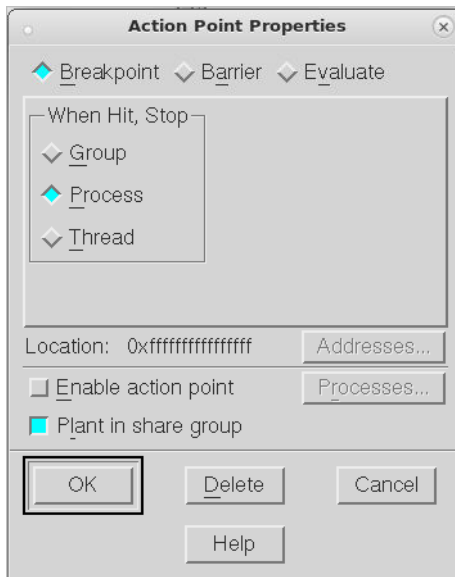 Action Point Properties
Breakpoint Barrier Evaluate
When Hit, Stop
Group
Process
Thread
Location: 0xffffffffffffffff Addresses...
Enable action point Processes...
Plant in share group
OK Delete Cancel
Help